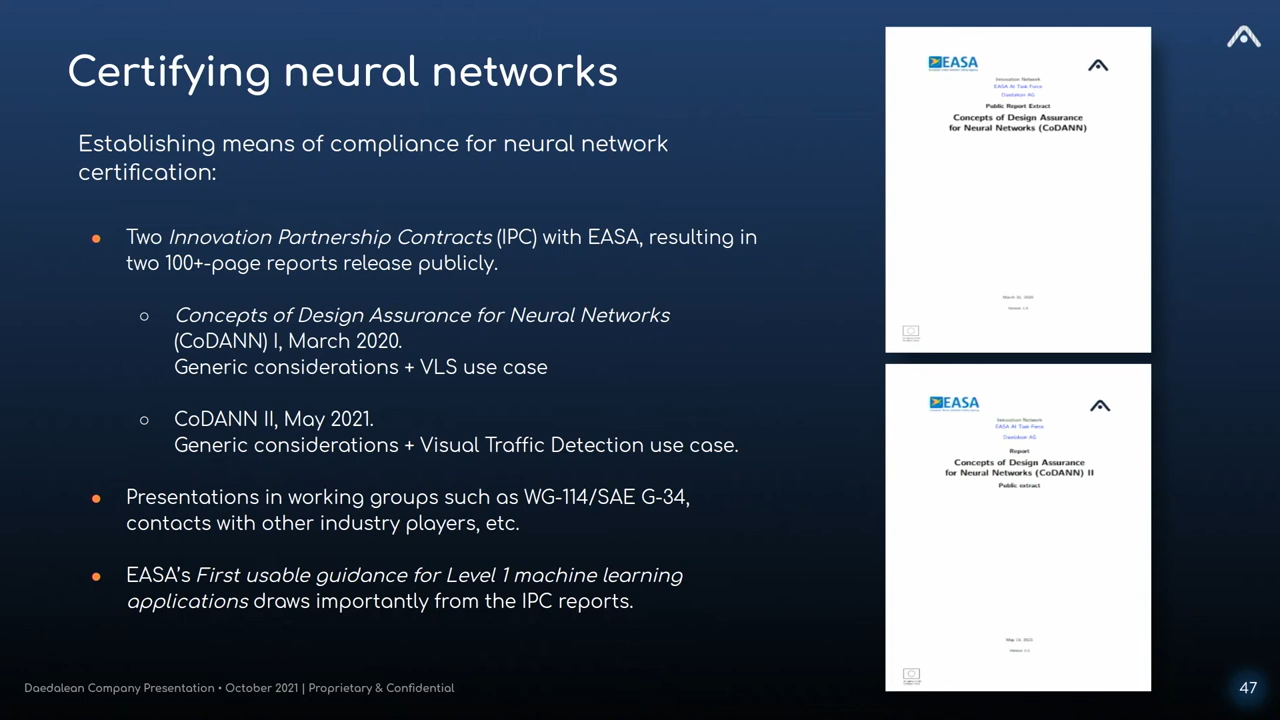 Certifying neural networks
Establishing means of compliance for neural network
certification:
● Two Innovation Partnership Contracts (IPC) with EASA, resulting in
two 100+-page reports release publicly.
○ Concepts of Design Assurance for Neural Networks
(CoDANN) I, March 2020.
Generic considerations + VLS use case
○ CoDANN II, May 2021.
Generic considerations + Visual Traffic Detection use case.
● Presentations in working groups such as WG-114/SAE G-34,
contacts with other industry players, etc.
● EASA's First usable guidance for Level 1 machine learning
applications draws importantly from the IPC reports.
EASA
Innovation Network
EASA AI Task Force
Daedalean AG
Public Report Extract
Concepts of Design Assurance
for Neural Networks (CoDANN)
March 31, 2020
Version 1.0
EASA
Innovation Network
EASA AI Task Force
Daedalean AG
Report
Concepts of Design Assurance
for Neural Networks (CoDANN) II
Public extract
Daedalean Company Presentation • October 2021 | Proprietary & Confidential
47